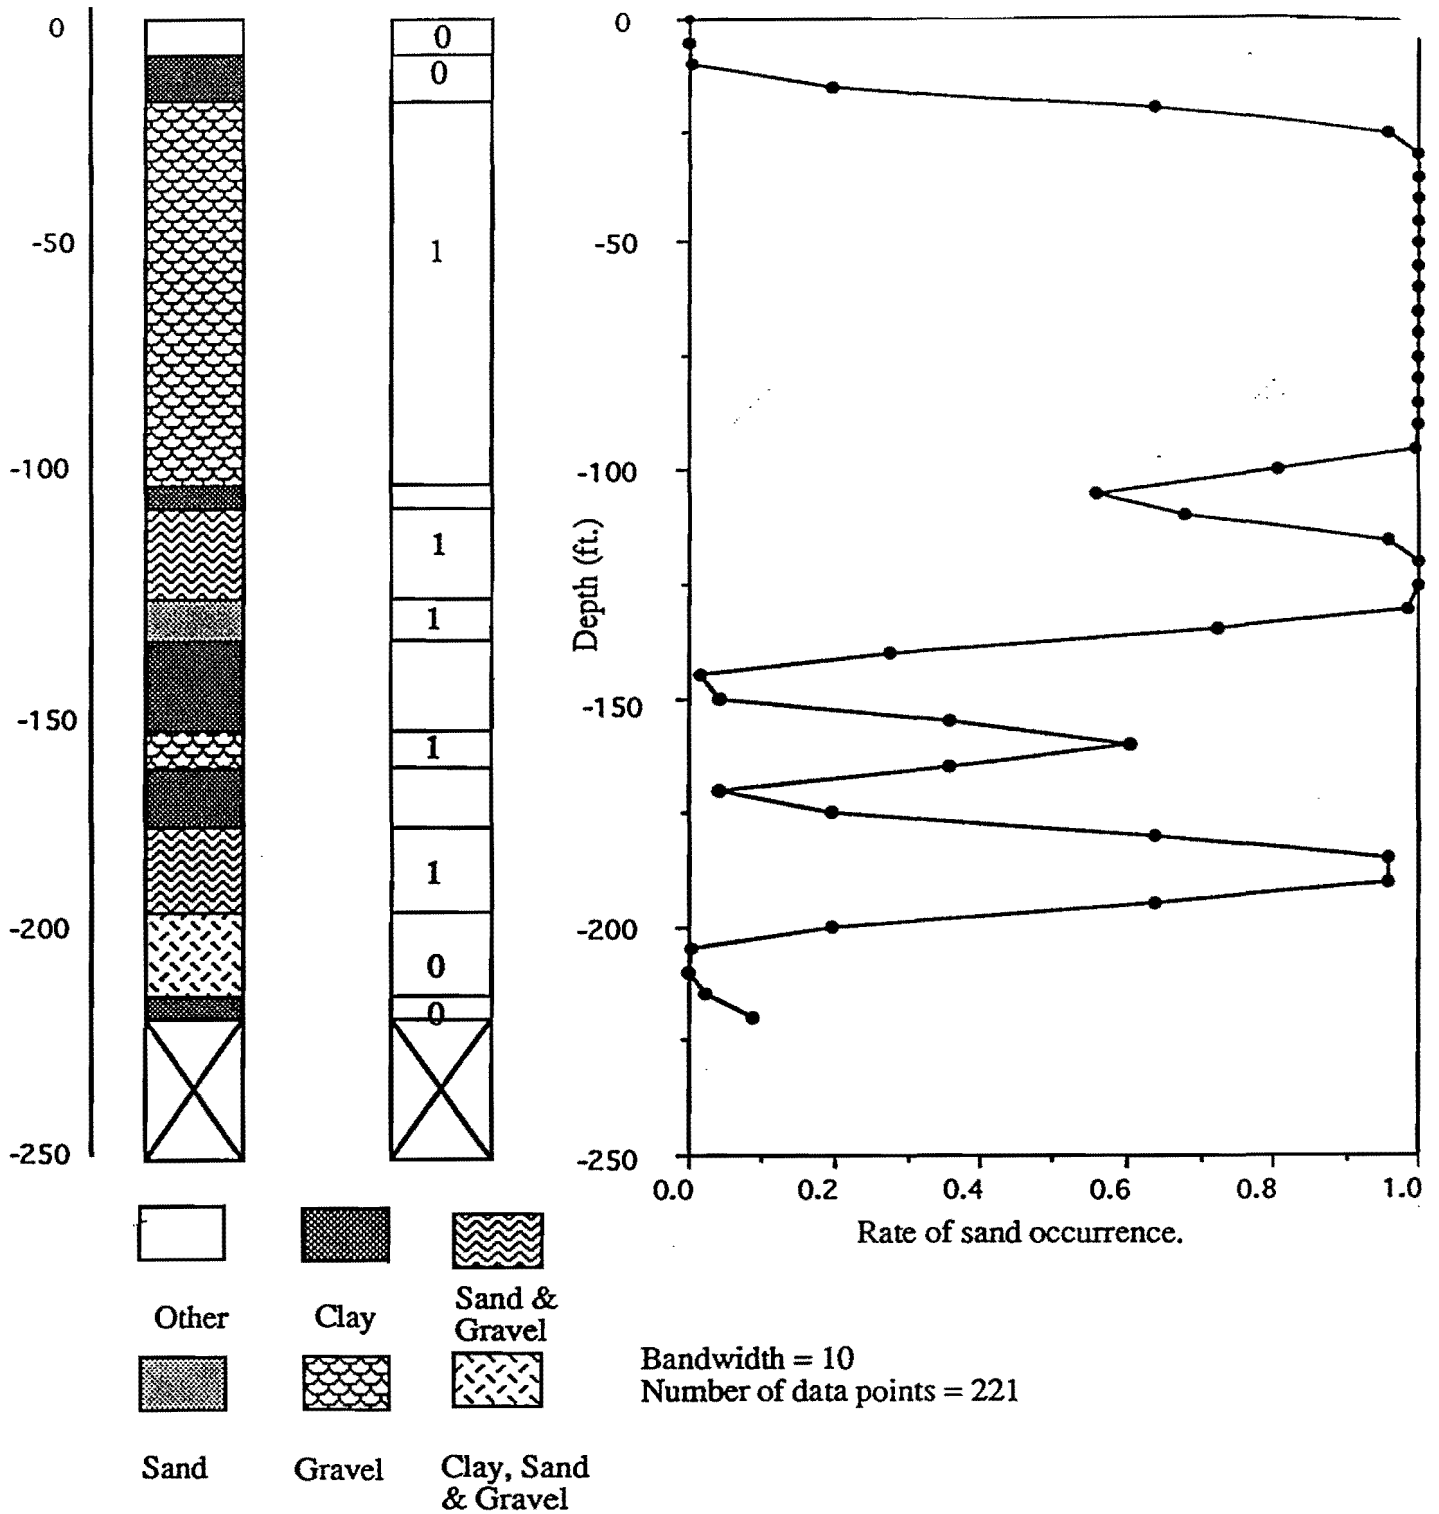 0
-50
-100
-150
-200
-250
0
0
1
1
1
1
1
0
0
0
-50
-100
-150
-200
-250
Depth (ft.)
0.0 0.2 0.4 0.6 0.8 1.0
Rate of sand occurrence.
Other
Clay
Sand &
Gravel
Sand
Gravel
Clay, Sand
& Gravel
Bandwidth = 10
Number of data points = 221